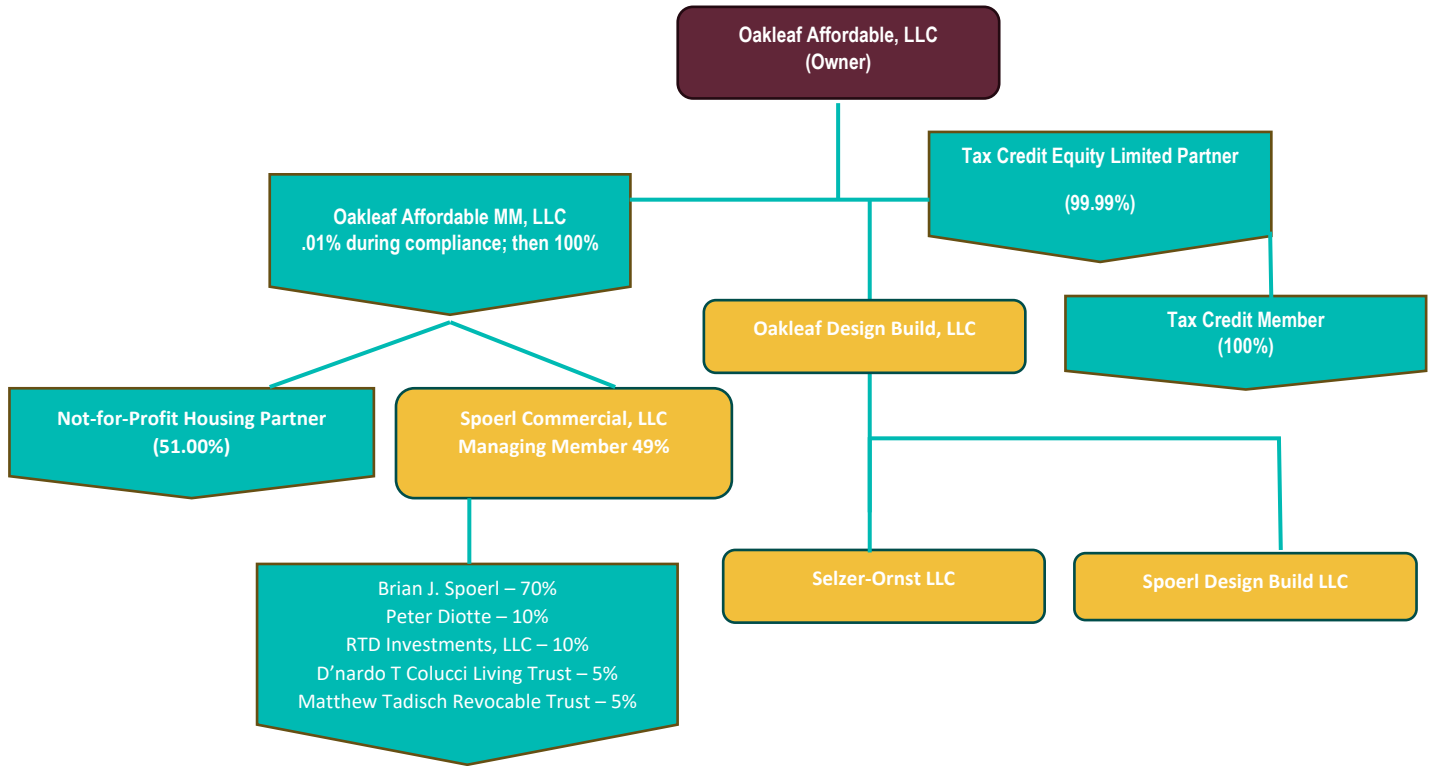 Oakleaf Affordable, LLC
(Owner)
Tax Credit Equity Limited Partner
(99.99%)
Oakleaf Affordable MM, LLC
.01% during compliance; then 100%
Oakleaf Design Build, LLC
Tax Credit Member
(100%)
Not-for-Profit Housing Partner
(51.00%)
Spoerl Commercial, LLC
Managing Member 49%
Selzer-Ornst LLC
Spoerl Design Build LLC
Brian J. Spoerl – 70%
Peter Diotte – 10%
RTD Investments, LLC – 10%
D’nardo T Colucci Living Trust – 5%
Matthew Tadisch Revocable Trust – 5%